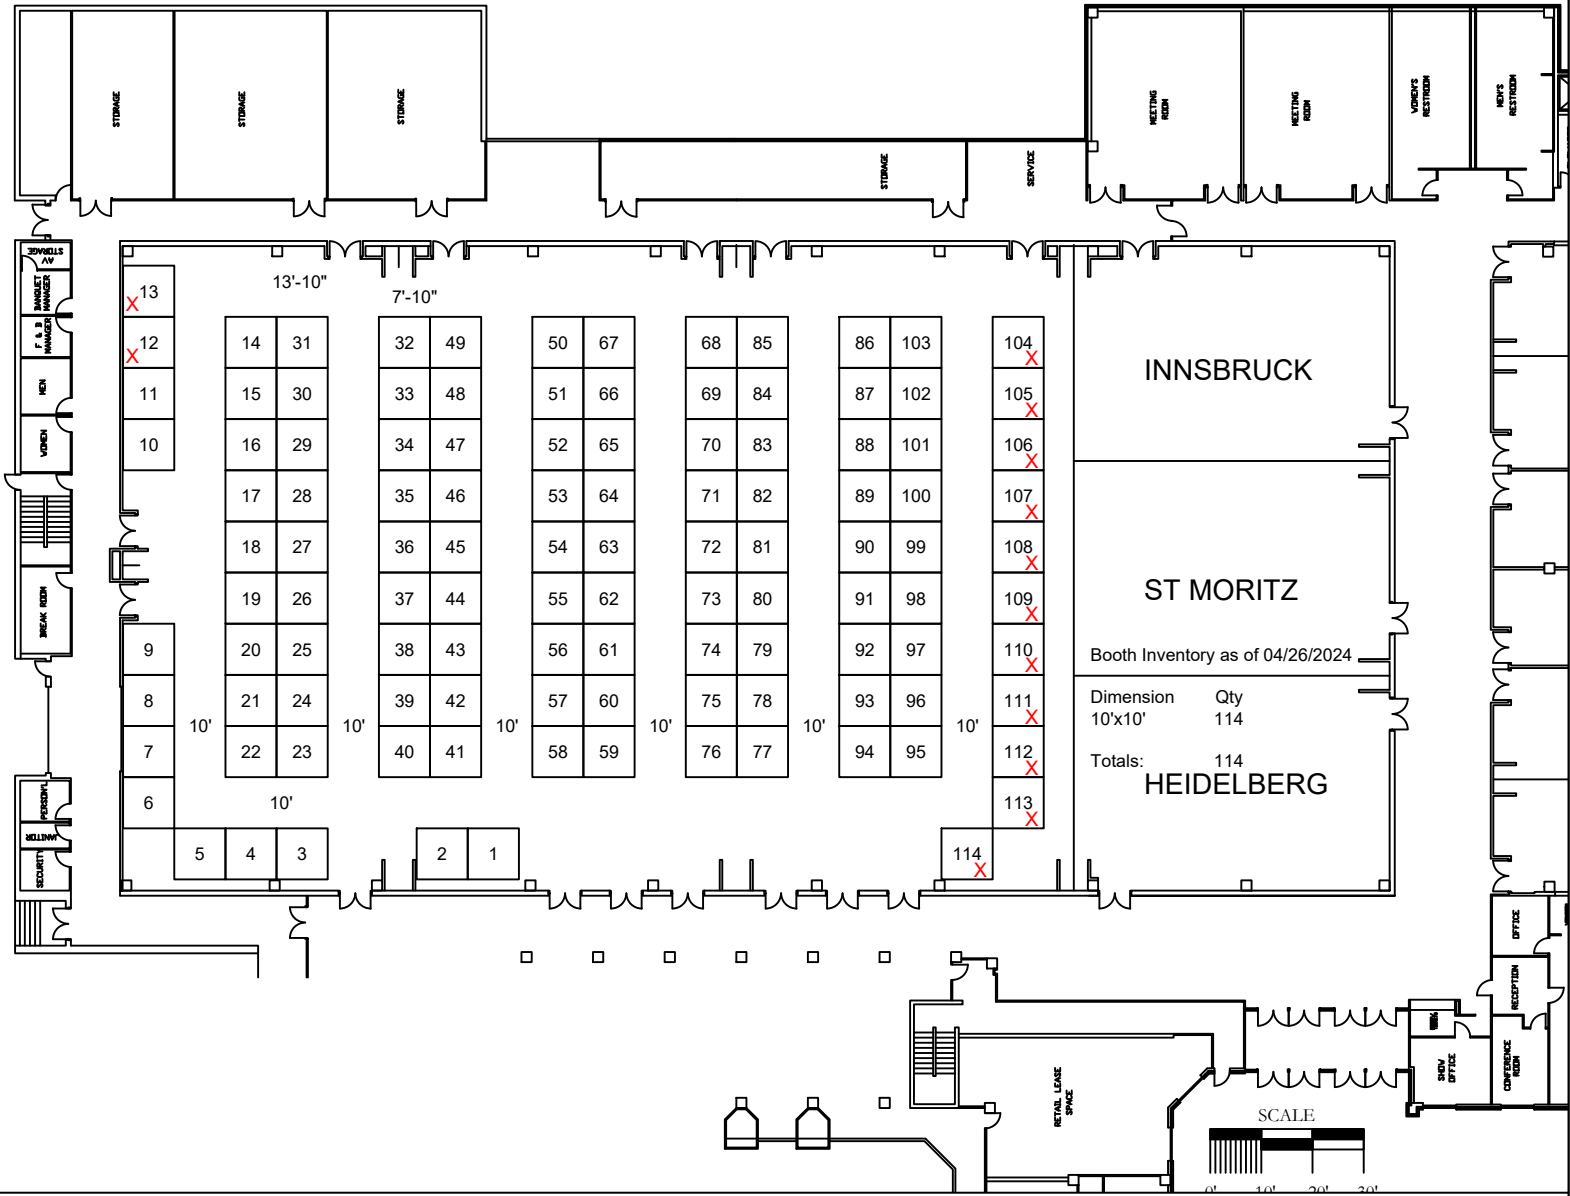 STORAGE
STORAGE
STORAGE
STORAGE
SERVICE
MEETING
ROOM
MEETING
ROOM
WOMEN'S
RESTROOM
MEN'S
RESTROOM
AV
STORAGE
BANQUET
MANAGER
F & B
MANAGER
MEN
WOMEN
BREAK ROOM
PERSON'L
JANITOR
SECURITY
13'-10"
7'-10"
13
X
12 14 31 32 49 50 67 68 85 86 103 104
X X
11 15 30 33 48 51 66 69 84 87 102 105
X
10 16 29 34 47 52 65 70 83 88 101 106
X
17 28 35 46 53 64 71 82 89 100 107
X
18 27 36 45 54 63 72 81 90 99 108
X
19 26 37 44 55 62 73 80 91 98 109
X
9 20 25 38 43 56 61 74 79 92 97 110
X
8 21 24 39 42 57 60 75 78 93 96 111
X
10' 10' 10' 10' 10' 10'
7 22 23 40 41 58 59 76 77 94 95 112
X
6 10' 113
X
5 4 3 2 1 114
X
INNSBRUCK
ST MORITZ
Booth Inventory as of 04/26/2024
Dimension Qty
10'x10' 114
Totals: 114
HEIDELBERG
OFFICE
RECEPTION
CONFERENCE
ROOM
SHOW
OFFICE
RETAIL LEASE
SPACE
SCALE
0' 10' 20' 30'